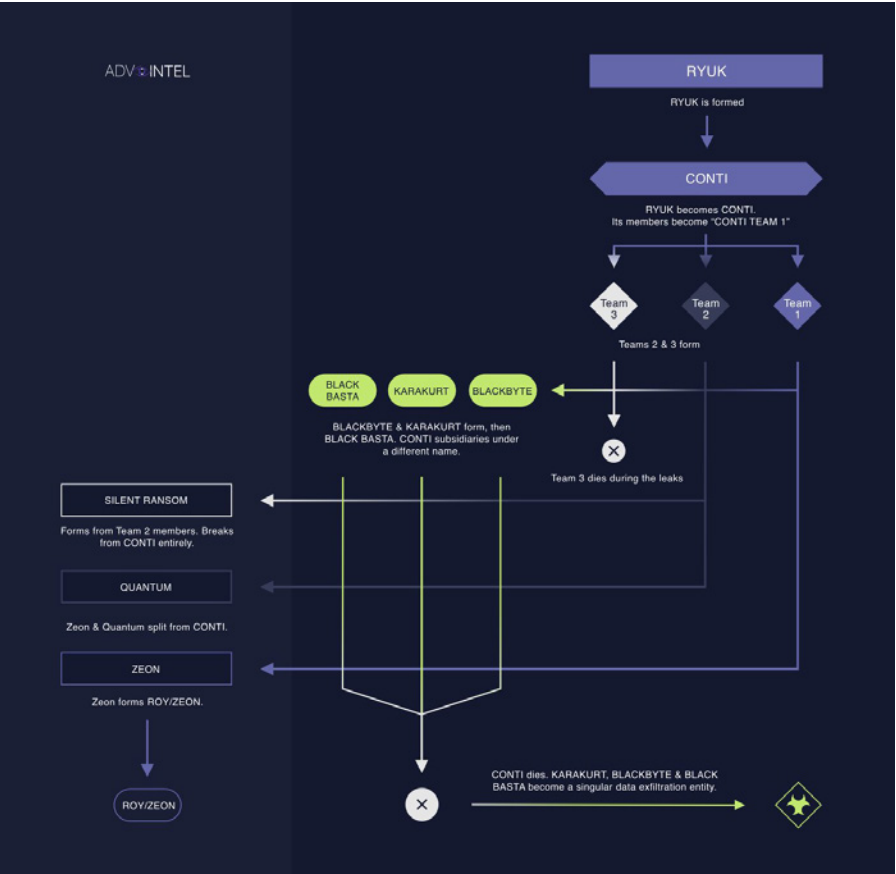 ADVINTEL
RYUK
RYUK is formed
CONTI
RYUK becomes CONTI.
Its members become “CONTI TEAM 1”
Team
3
Team
2
Team
1
Teams 2 & 3 form
BLACK
BASTA
KARAKURT
BLACKBYTE
BLACKBYTE & KARAKURT form, then
BLACK BASTA. CONTI subsidiaries under
a different name.
Team 3 dies during the leaks
SILENT RANSOM
Forms from Team 2 members. Breaks
from CONTI entirely.
QUANTUM
Zeon & Quantum split from CONTI.
ZEON
Zeon forms ROY/ZEON.
ROY/ZEON
CONTI dies. KARAKURT, BLACKBYTE & BLACK
BASTA become a singular data exfiltration entity.